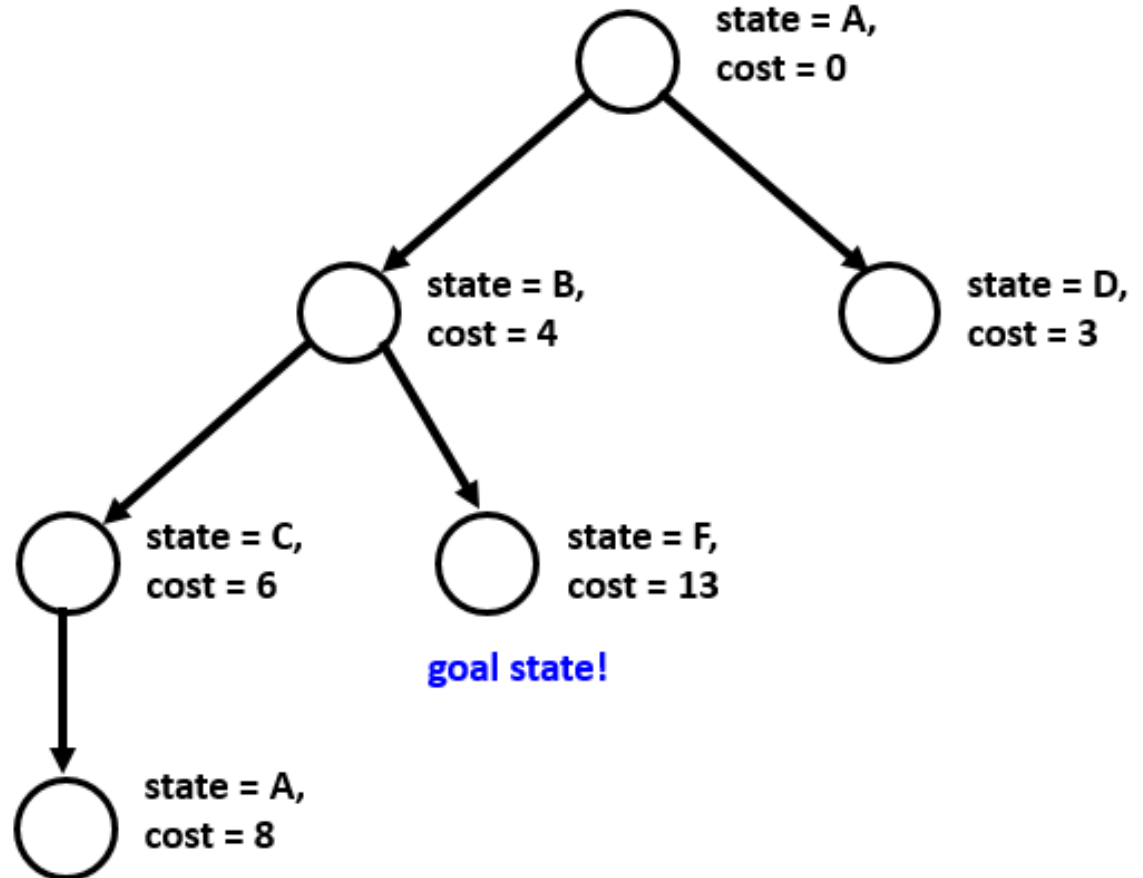 state = A,
cost = 0
state = B,
cost = 4
state = D,
cost = 3
state = C,
cost = 6
state = F,
cost = 13
goal state!
state = A,
cost = 8